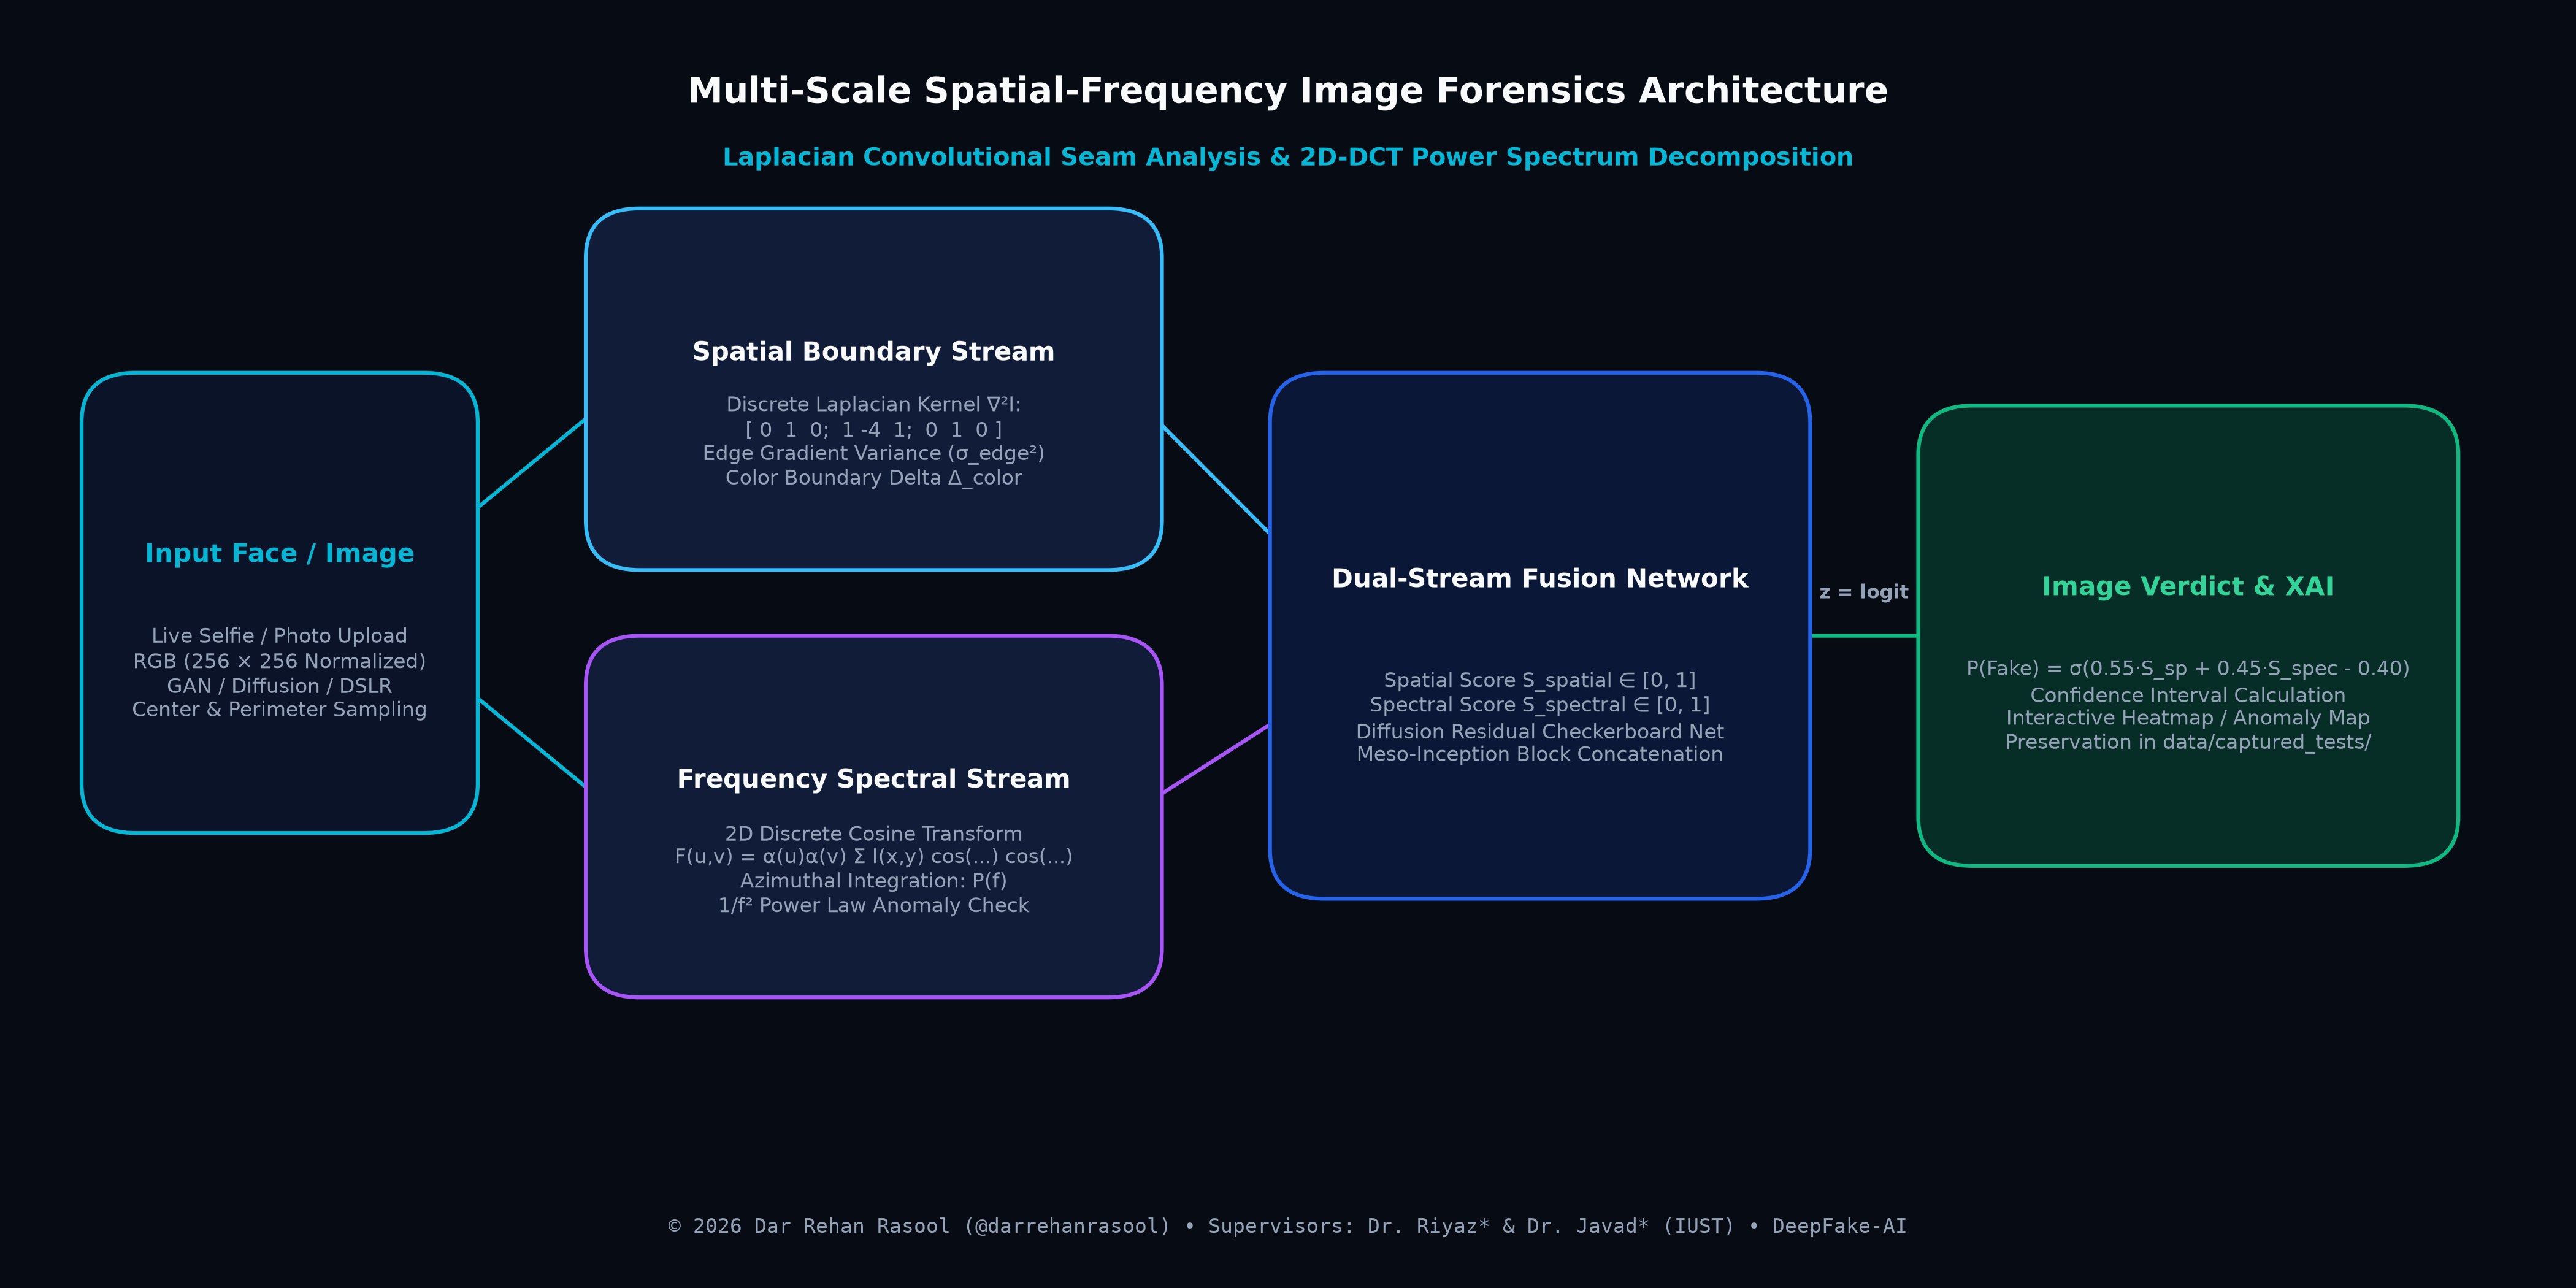 Multi-Scale Spatial-Frequency Image Forensics Architecture
Laplacian Convolutional Seam Analysis & 2D-DCT Power Spectrum Decomposition
Input Face / Image
Live Selfie / Photo Upload
RGB (256 × 256 Normalized)
GAN / Diffusion / DSLR
Center & Perimeter Sampling
Spatial Boundary Stream
Discrete Laplacian Kernel ∇²I:
[ 0  1  0;  1 -4  1;  0  1  0 ]
Edge Gradient Variance (σ_edge²)
Color Boundary Delta Δ_color
Frequency Spectral Stream
2D Discrete Cosine Transform
F(u,v) = α(u)α(v) Σ I(x,y) cos(...) cos(...)
Azimuthal Integration: P(f)
1/f² Power Law Anomaly Check
Dual-Stream Fusion Network
Spatial Score S_spatial ∈ [0, 1]
Spectral Score S_spectral ∈ [0, 1]
Diffusion Residual Checkerboard Net
Meso-Inception Block Concatenation
z = logit
Image Verdict & XAI
P(Fake) = σ(0.55·S_sp + 0.45·S_spec - 0.40)
Confidence Interval Calculation
Interactive Heatmap / Anomaly Map
Preservation in data/captured_tests/
© 2026 Dar Rehan Rasool (@darrehanrasool) • Supervisors: Dr. Riyaz* & Dr. Javad* (IUST) • DeepFake-AI